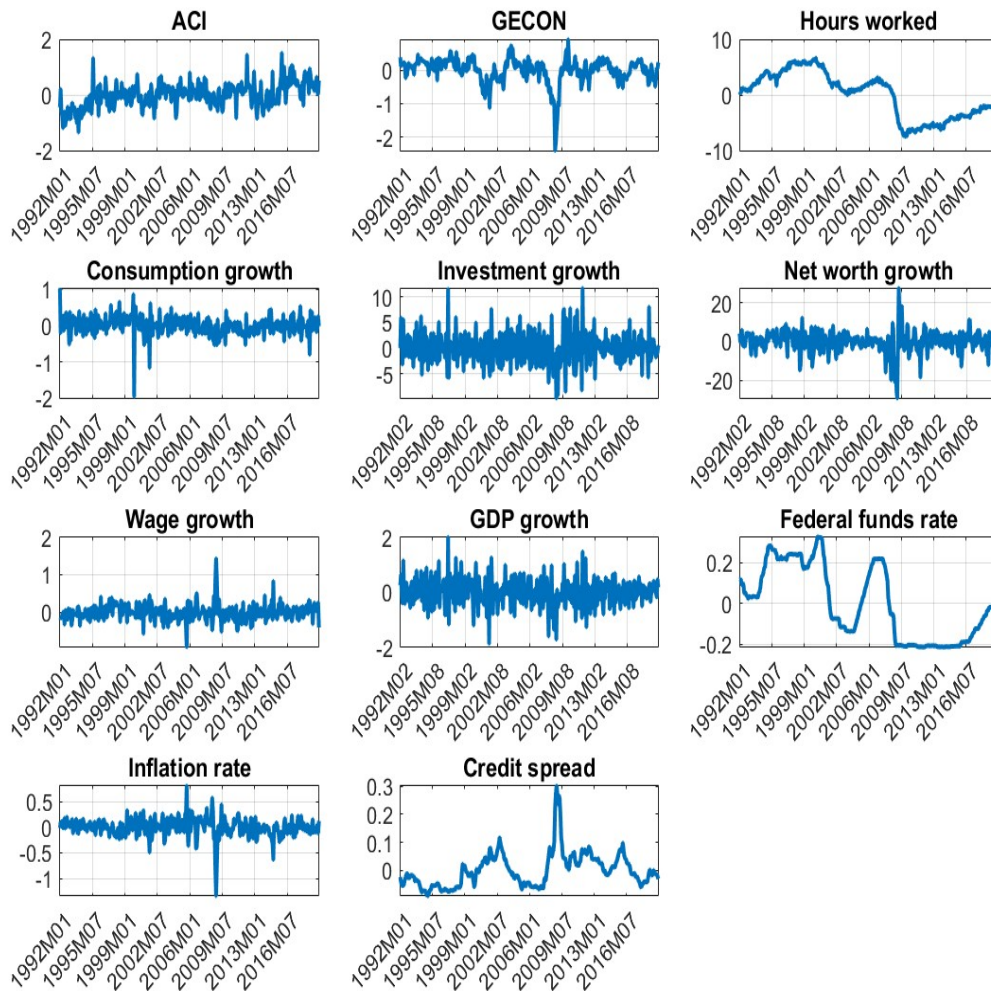 ACI
2
0
-2
1992M01
1995M07
1999M01
2002M07
2006M01
2009M07
2013M01
2016M07
GECON
0
-1
-2
1992M01
1995M07
1999M01
2002M07
2006M01
2009M07
2013M01
2016M07
Hours worked
10
0
-10
1992M01
1995M07
1999M01
2002M07
2006M01
2009M07
2013M01
2016M07
Consumption growth
1
0
-1
-2
1992M01
1995M07
1999M01
2002M07
2006M01
2009M07
2013M01
2016M07
Investment growth
10
5
0
-5
1992M02
1995M08
1999M02
2002M08
2006M02
2009M08
2013M02
2016M08
Net worth growth
20
0
-20
1992M02
1995M08
1999M02
2002M08
2006M02
2009M08
2013M02
2016M08
Wage growth
2
1
0
1992M01
1995M07
1999M01
2002M07
2006M01
2009M07
2013M01
2016M07
GDP growth
2
0
-2
1992M02
1995M08
1999M02
2002M08
2006M02
2009M08
2013M02
2016M08
Federal funds rate
0.2
0
-0.2
1992M01
1995M07
1999M01
2002M07
2006M01
2009M07
2013M01
2016M07
Inflation rate
0.5
0
-0.5
-1
1992M01
1995M07
1999M01
2002M07
2006M01
2009M07
2013M01
2016M07
Credit spread
0.3
0.2
0.1
0
1992M01
1995M07
1999M01
2002M07
2006M01
2009M07
2013M01
2016M07